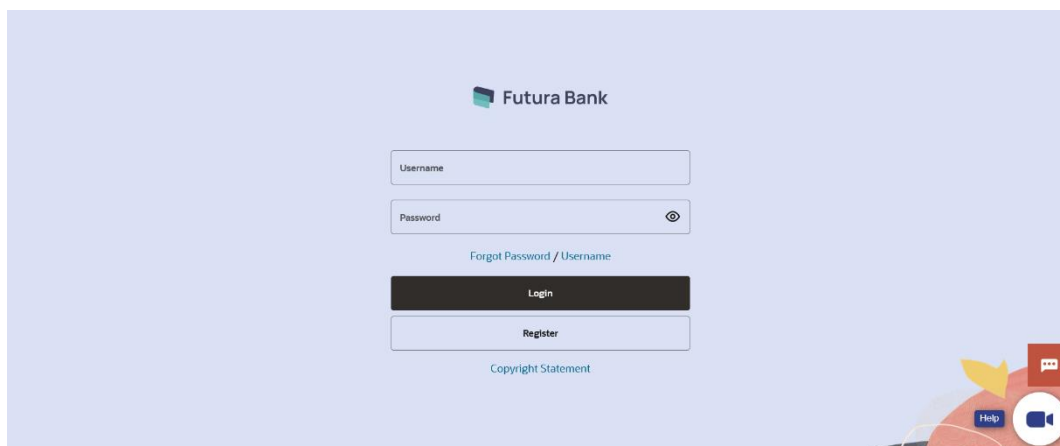 Futura Bank
Username
Password
Forgot Password / Username
Login
Register
Copyright Statement
Help